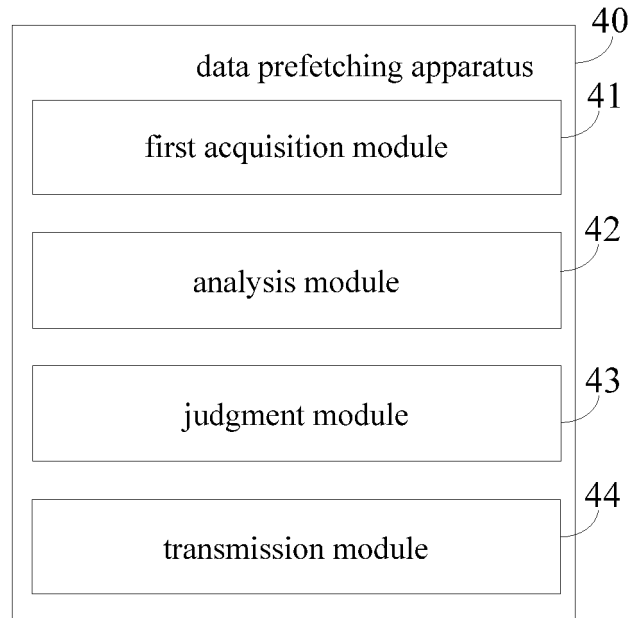 40
data prefetching apparatus
41
first acquisition module
42
analysis module
43
judgment module
44
transmission module